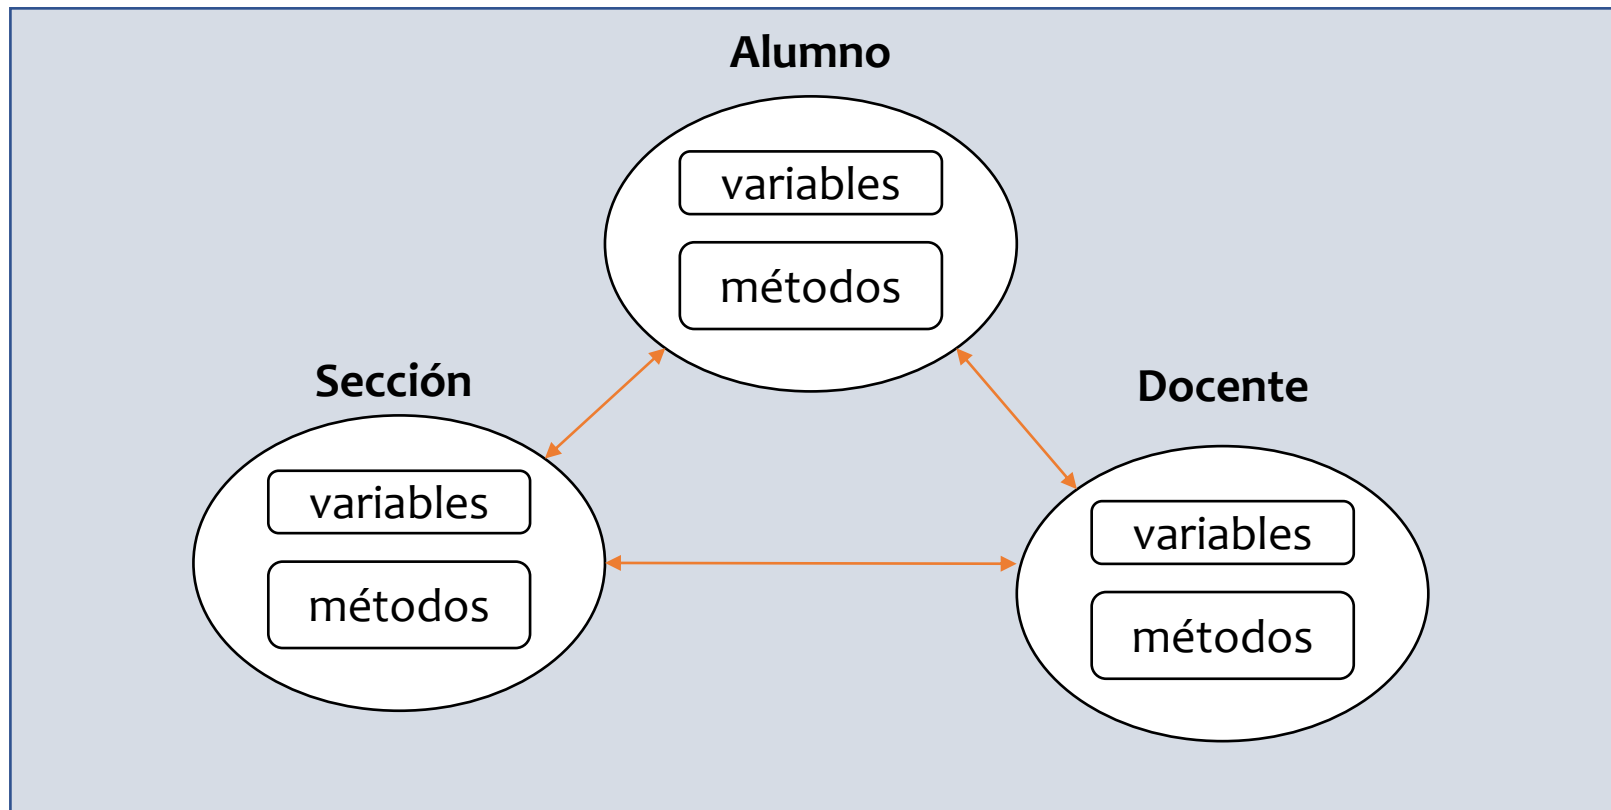 Alumno
variables
métodos
Sección
variables
métodos
Docente
variables
métodos